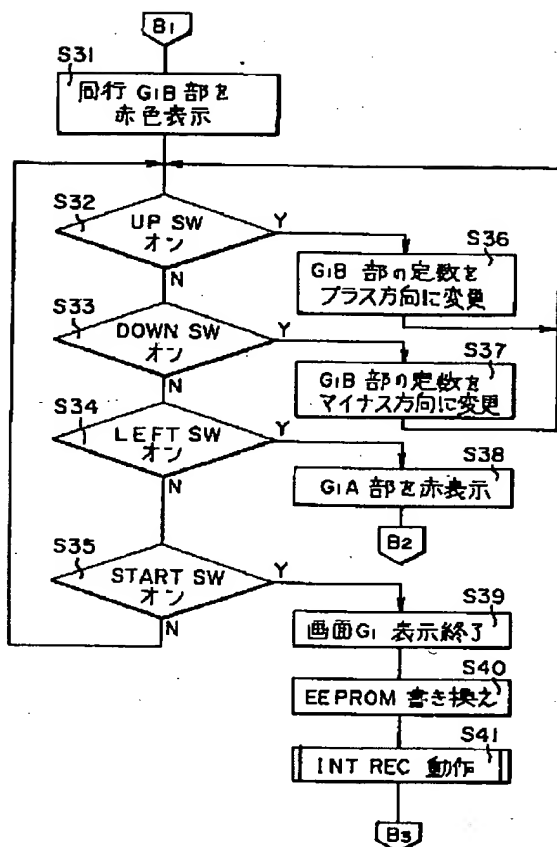 B1
S31
同行 G1B 部を
赤色表示
S32
UP SW
オン
Y
N
S36
G1B 部の定数を
プラス方向に変更
S33
DOWN SW
オン
Y
N
S37
G1B 部の定数を
マイナス方向に変更
S34
LEFT SW
オン
Y
N
S38
G1A 部を赤表示
B2
S35
START SW
オン
Y
N
S39
画面G1 表示終了
S40
EEPROM 書き換え
S41
INT REC 動作
B3